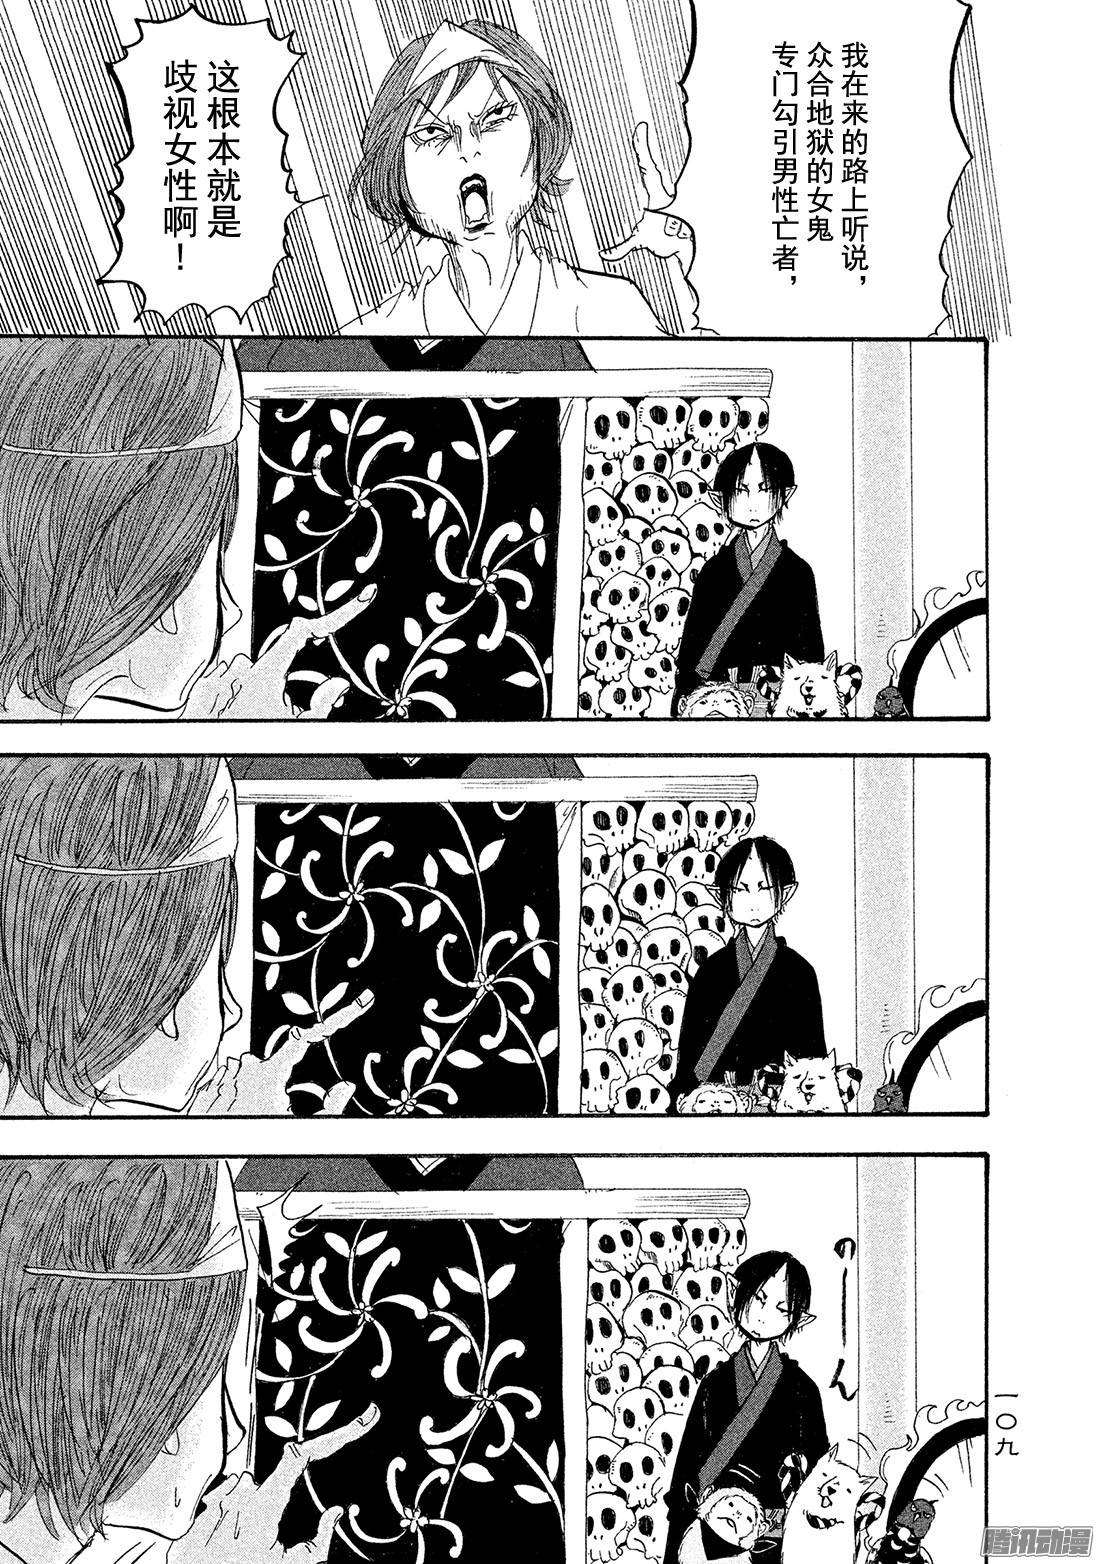 我在来的路上听说，
众合地狱的女鬼
专门勾引男性亡者，
这根本就是
歧视女性啊！
のーん
一〇九
腾讯动漫